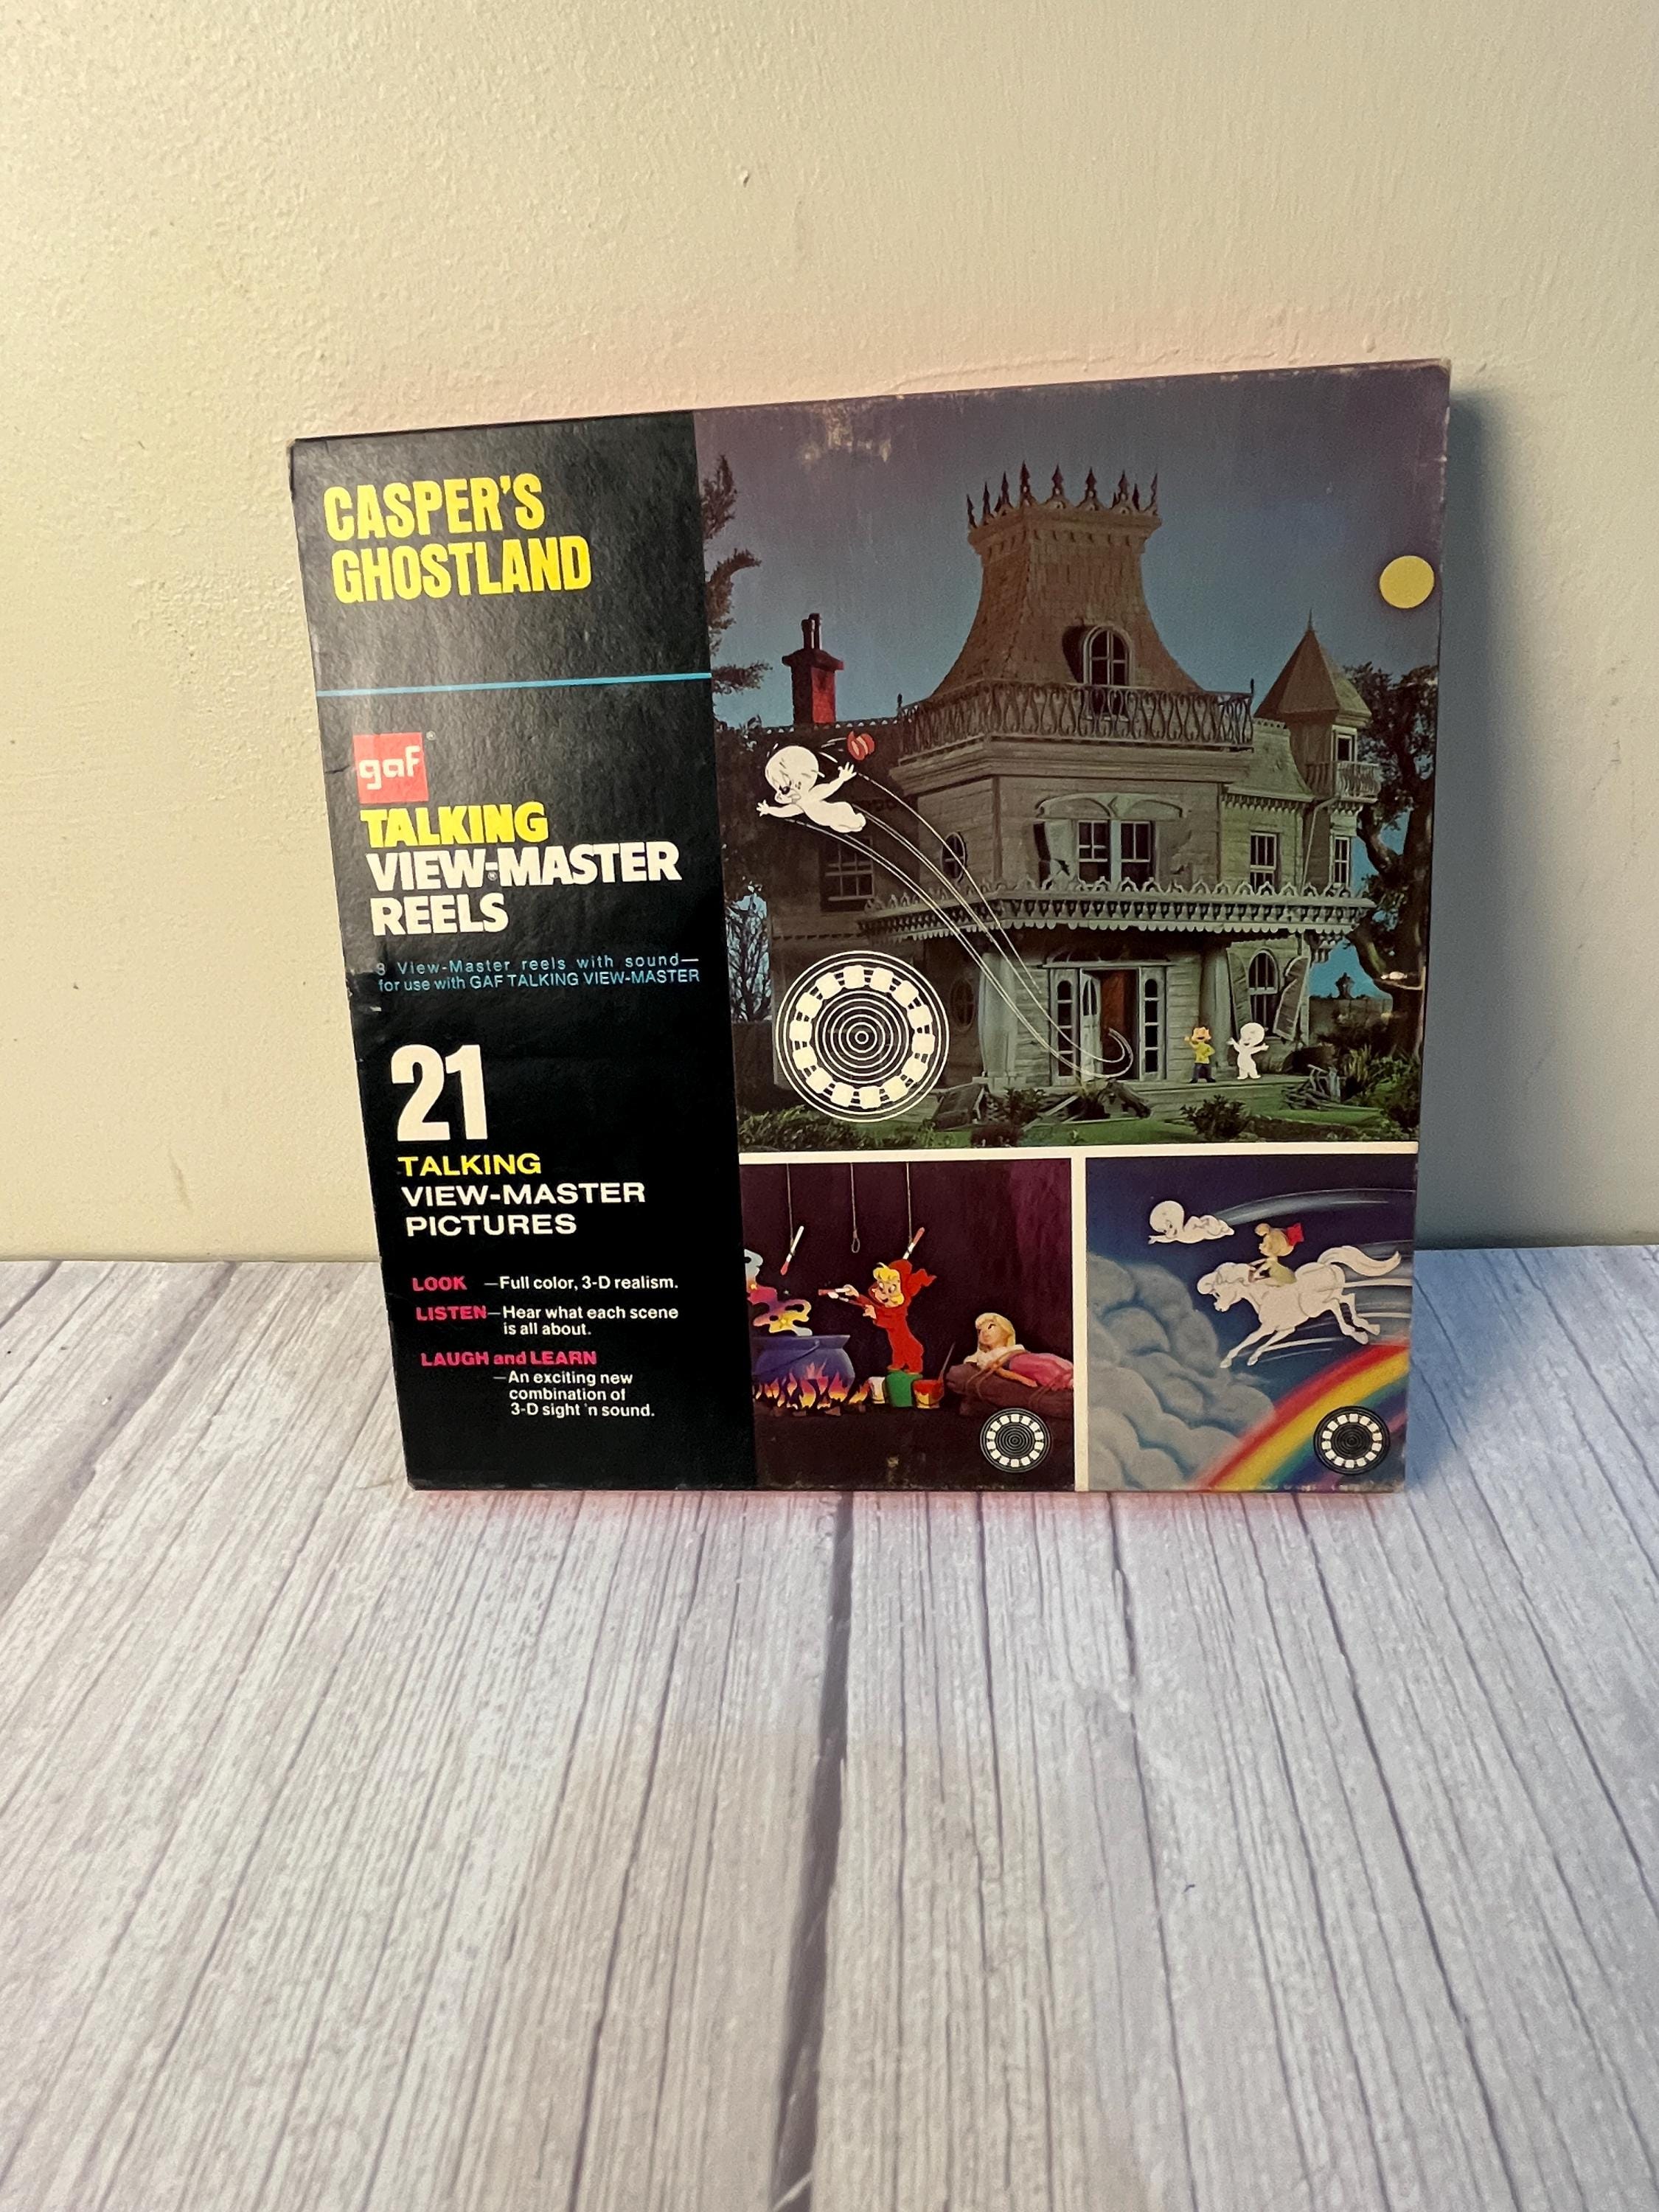 CASPER'S
GHOSTLAND
gaf®
TALKING
VIEW-MASTER®
REELS
3 View-Master reels with sound—
for use with GAF TALKING VIEW-MASTER
21
TALKING
VIEW-MASTER
PICTURES
LOOK —Full color, 3-D realism.
LISTEN—Hear what each scene
is all about.
LAUGH and LEARN
—An exciting new
combination of
3-D sight 'n sound.